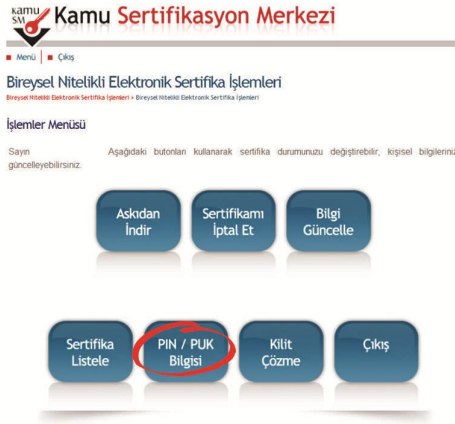 Kamu
SM
Kamu Sertifikasyon Merkezi
Menü
Çıkış
Bireysel Nitelikli Elektronik Sertifika İşlemleri
Bireysel Nitelikli Elektronik Sertifika İşlemleri > Bireysel Nitelikli Elektronik Sertifika İşlemleri
İşlemler Menüsü
Sayın Aşağıdaki butonları kullanarak sertifika durumunuzu değiştirebilir, kişisel bilgileriniz
güncelleyebilirsiniz.
Askıdan
İndir
Sertifikamı
İptal Et
Bilgi
Güncelle
Sertifika
Listele
PIN / PUK
Bilgisi
Kilit
Çözme
Çıkış